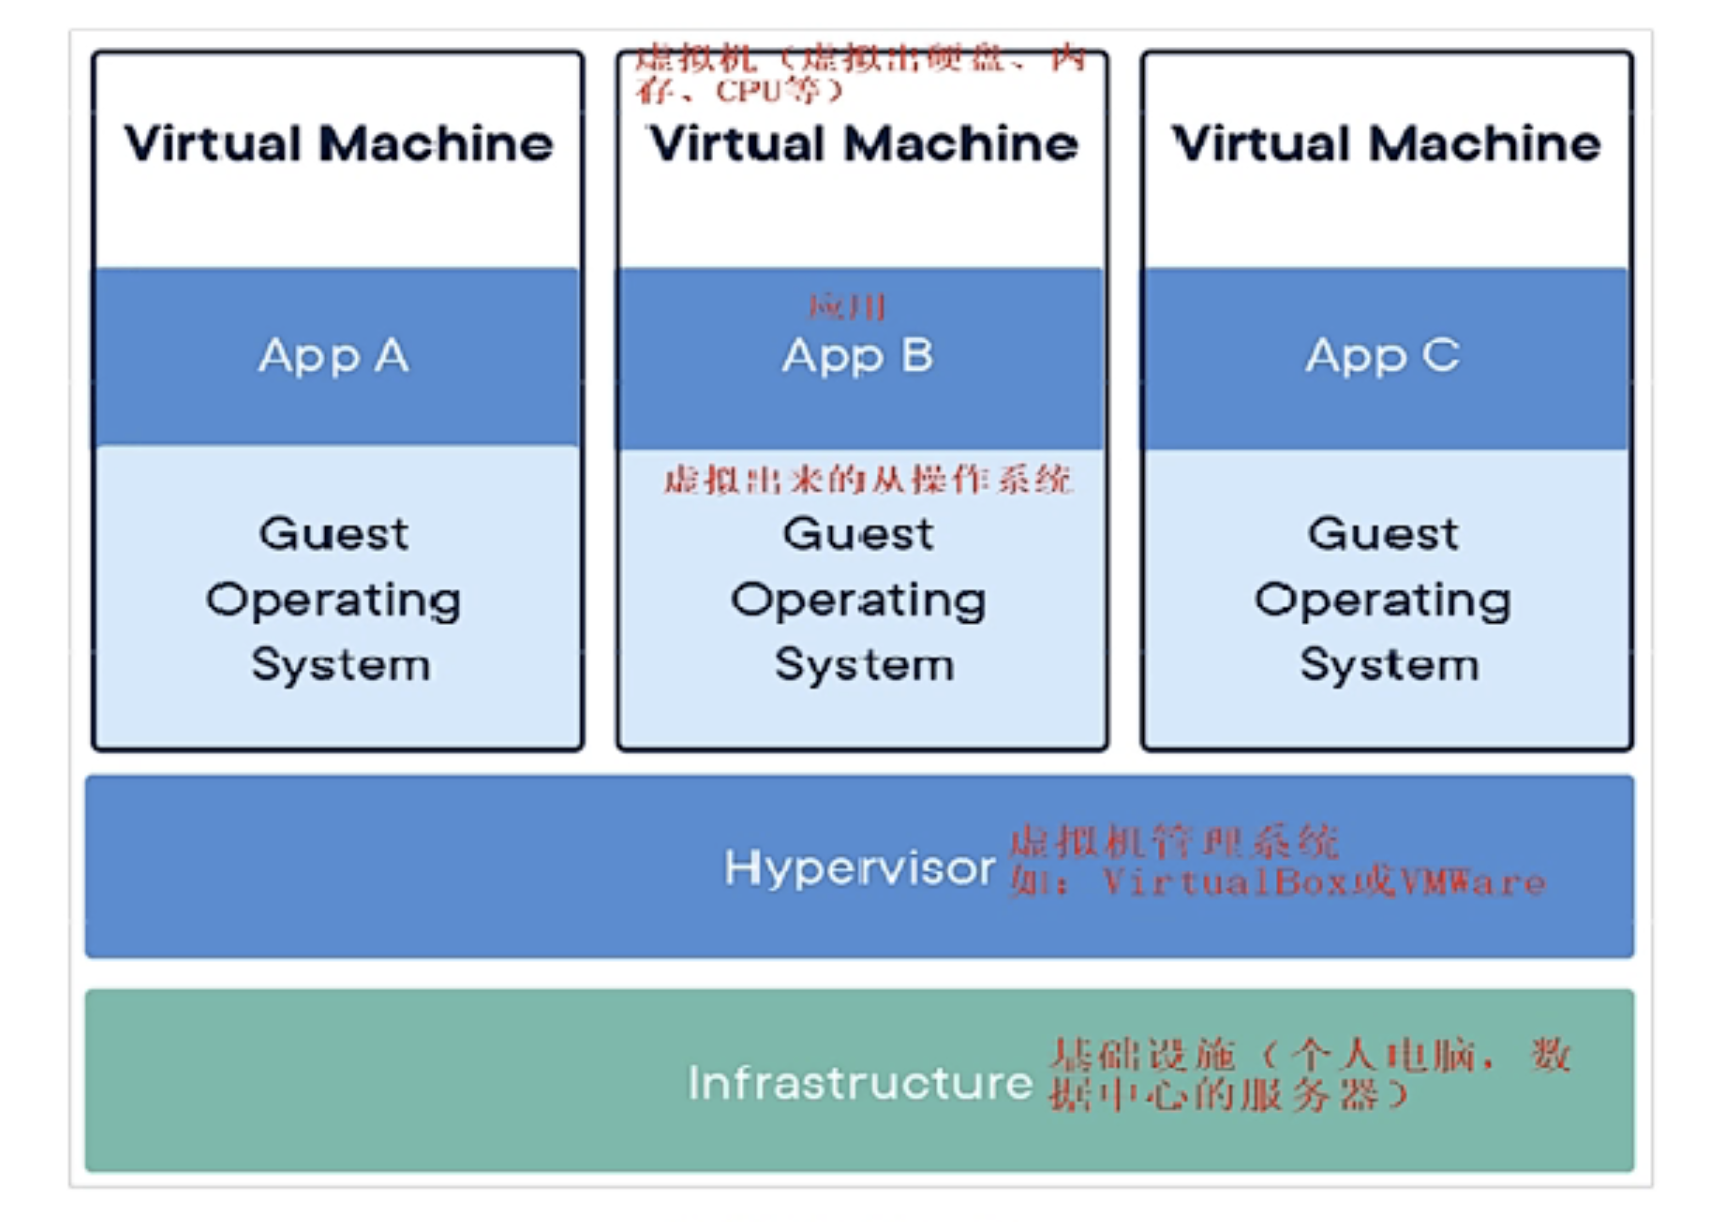 虚拟机（虚拟出硬盘、内
存、CPU等）
Virtual Machine
Virtual Machine
Virtual Machine
应用
App A
App B
App C
虚拟出来的从操作系统
Guest
Operating
System
Guest
Operating
System
Guest
Operating
System
Hypervisor
虚拟机管理系统
如：VirtualBox或VMWare
Infrastructure
基础设施（个人电脑，数
据中心的服务器）